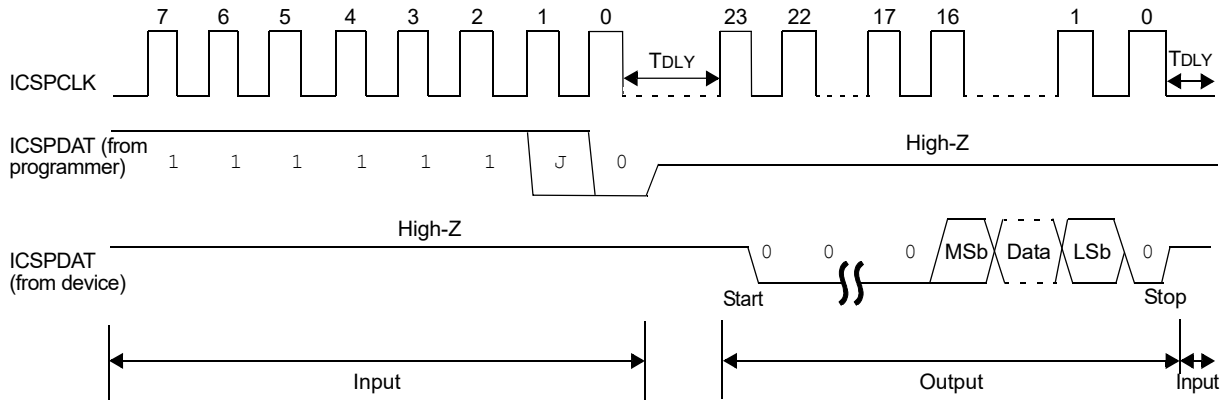 7 6 5 4 3 2 1 0 23 22 17 16 1 0
TDLY TDLY
ICSPCLK
ICSPDAT (from
programmer)
1 1 1 1 1 1 J 0
High-Z
High-Z
ICSPDAT
(from device)
0 0 0 MSb Data LSb 0
Start Stop
Input Output Input